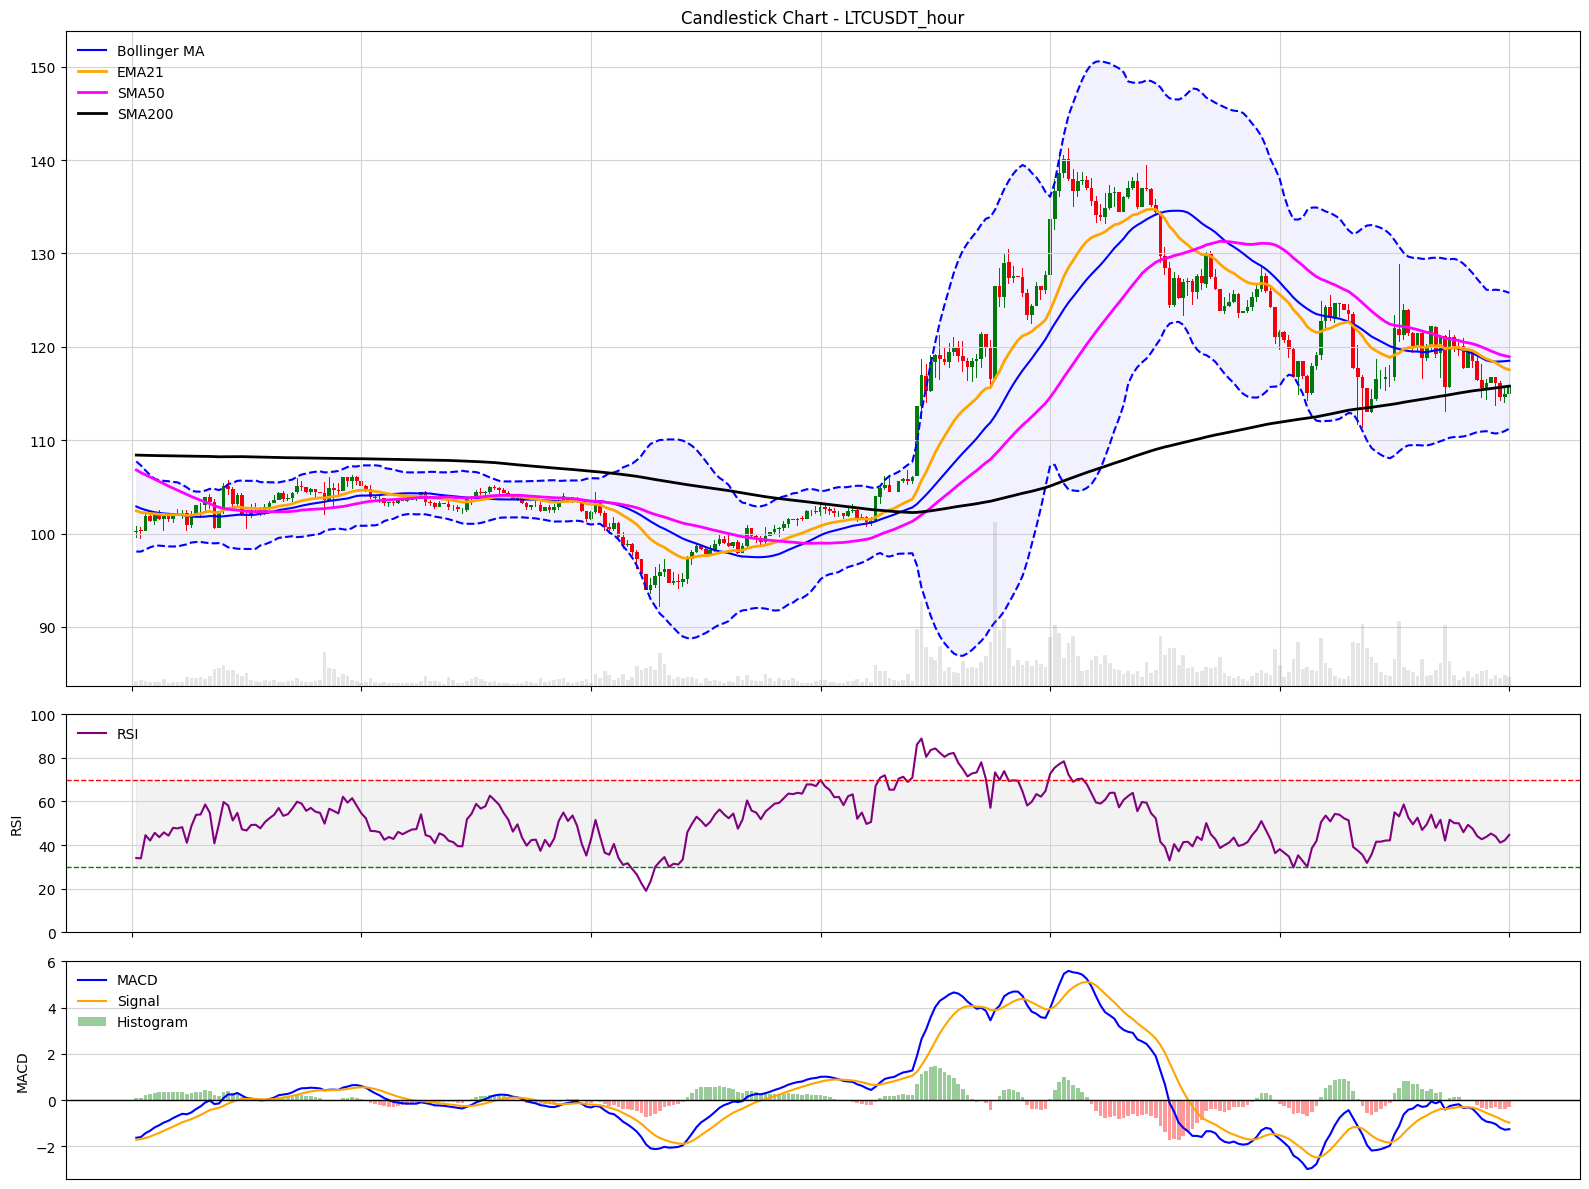 Candlestick Chart - LTCUSDT_hour
Bollinger MA
EMA21
SMA50
SMA200
150
140
130
120
110
100
90
RSI
100
80
60
40
20
0
RSI
MACD
Signal
Histogram
6
4
2
0
−2
MACD